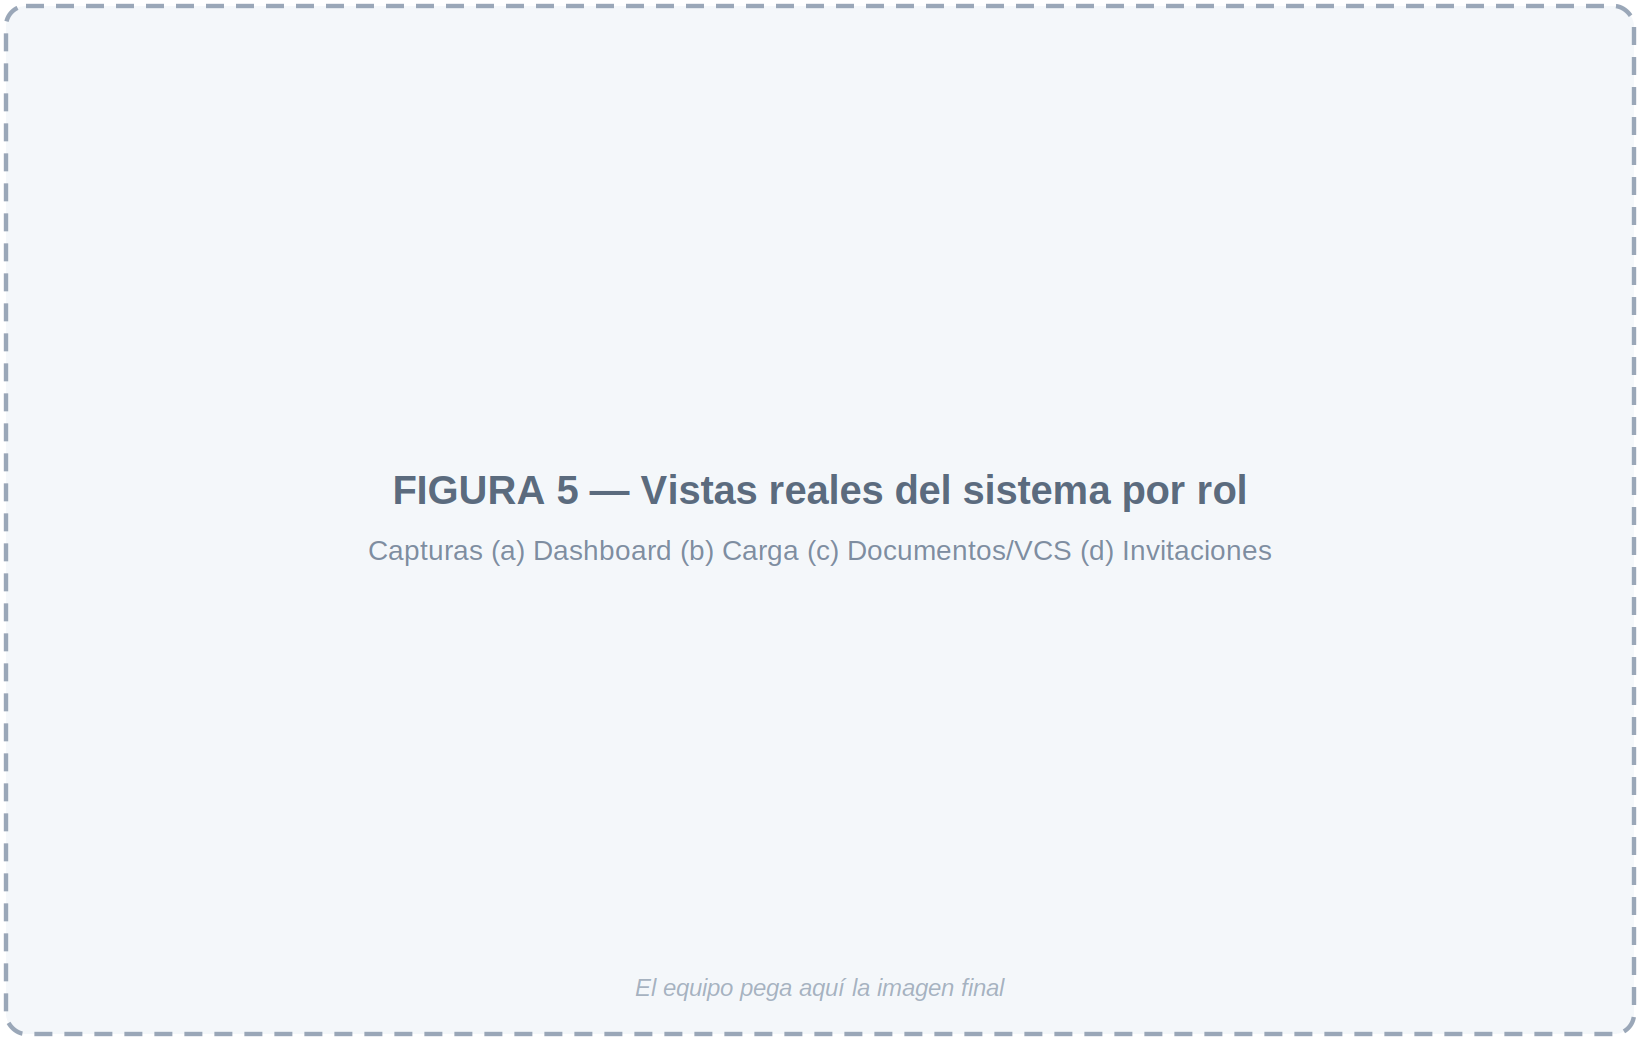 FIGURA 5 — Vistas reales del sistema por rol
Capturas (a) Dashboard (b) Carga (c) Documentos/VCS (d) Invitaciones
El equipo pega aquí la imagen final